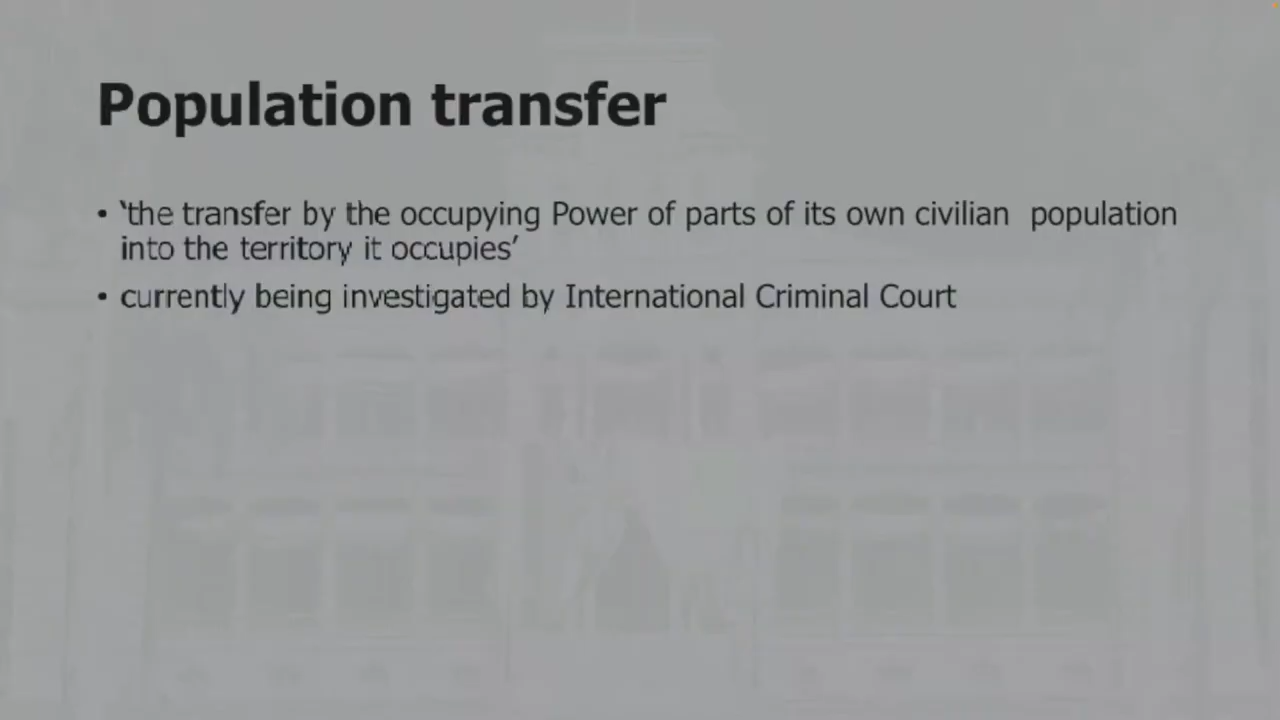 Population transfer
• ‘the transfer by the occupying Power of parts of its own civilian  population
into the territory it occupies’
• currently being investigated by International Criminal Court